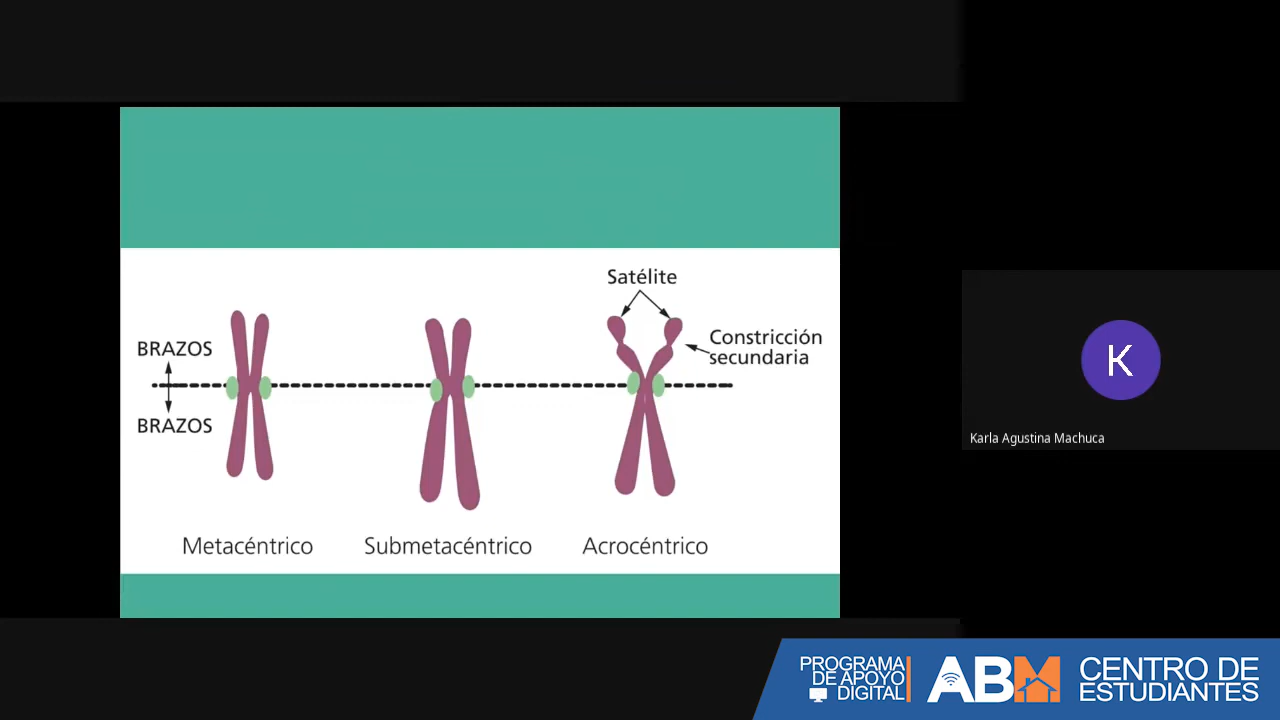 Satélite
Constricción
secundaria
BRAZOS
BRAZOS
Metacéntrico
Submetacéntrico
Acrocéntrico
K
Karla Agustina Machuca
PROGRAMA
DE APOYO
DIGITAL
ABM
CENTRO DE
ESTUDIANTES